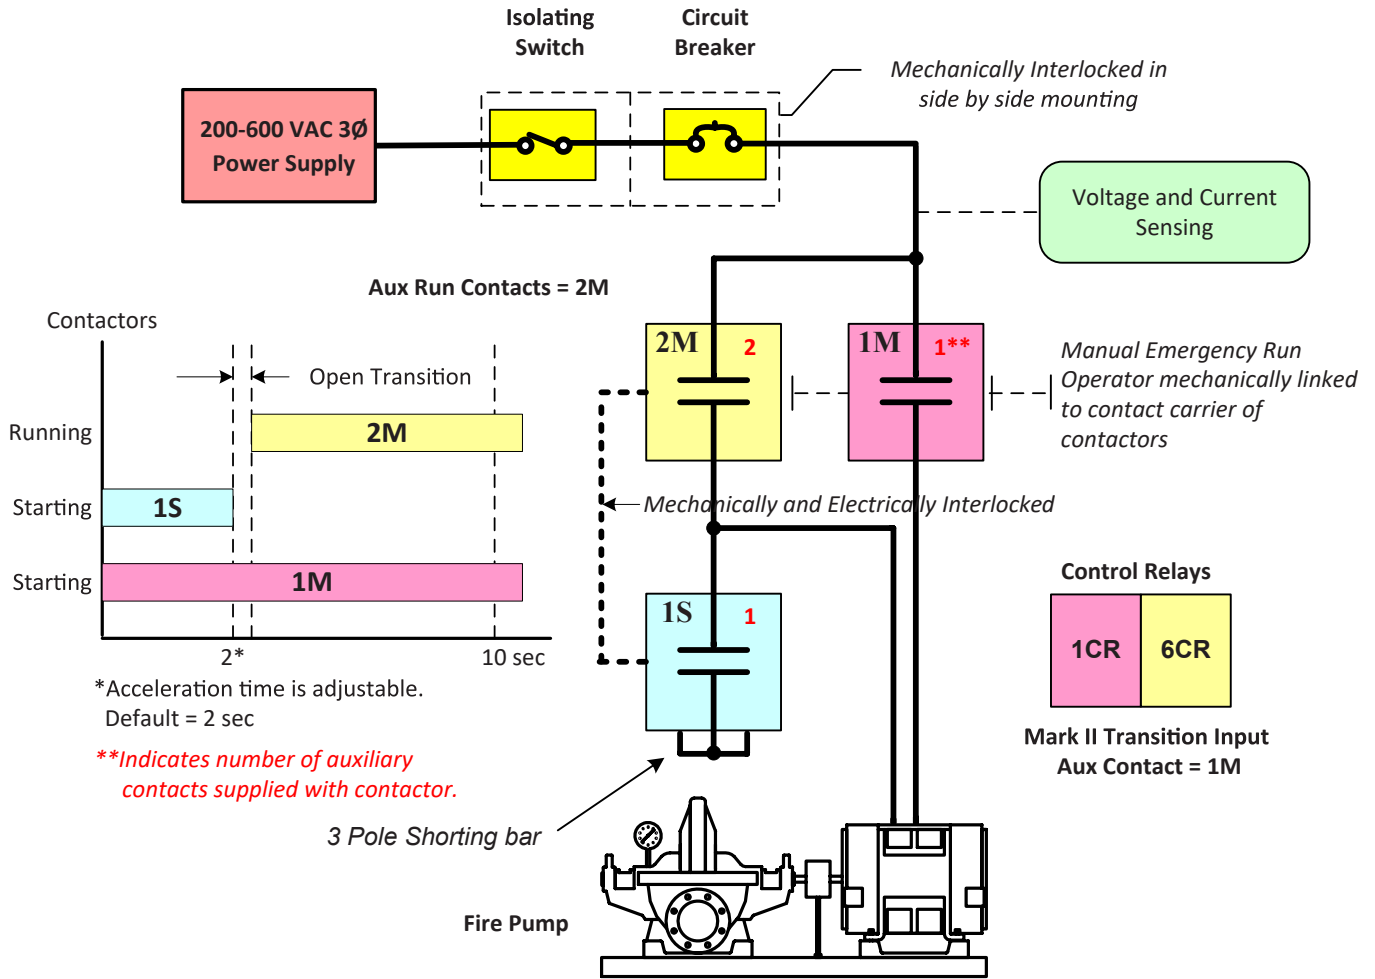 Isolating
Switch
Circuit
Breaker
Mechanically Interlocked in
side by side mounting
200-600 VAC 3Ø
Power Supply
Voltage and Current
Sensing
Aux Run Contacts = 2M
Contactors
Open Transition
Running
2M
Starting
1S
Starting
1M
2*
10 sec
*Acceleration time is adjustable.
Default = 2 sec
**Indicates number of auxiliary
contacts supplied with contactor.
2M 2
1M 1**
Manual Emergency Run
Operator mechanically linked
to contact carrier of
contactors
Mechanically and Electrically Interlocked
1S 1
Control Relays
1CR 6CR
Mark II Transition Input
Aux Contact = 1M
3 Pole Shorting bar
Fire Pump